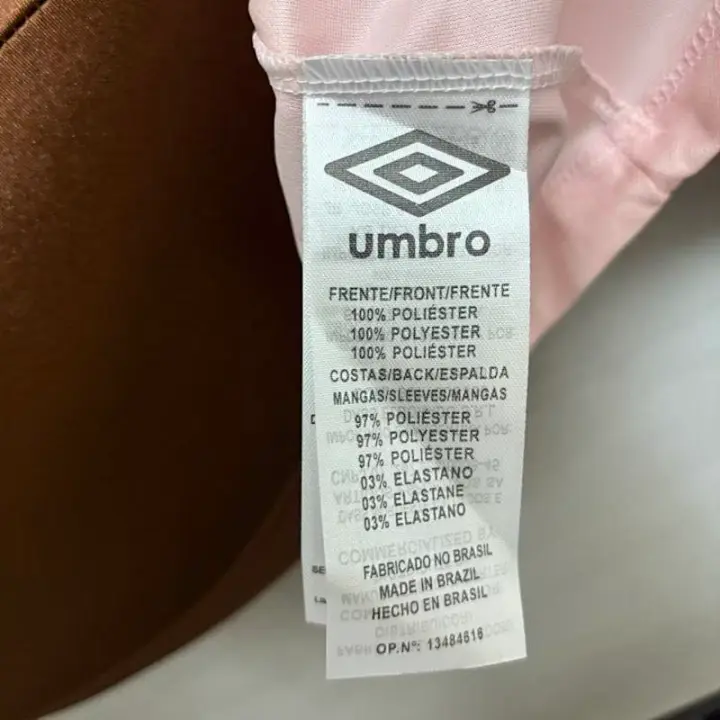 umbro
FRENTE/FRONT/FRENTE
100% POLIÉSTER
100% POLYESTER
100% POLIÉSTER
COSTAS/BACK/ESPALDA
MANGAS/SLEEVES/MANGAS
97% POLIÉSTER
97% POLYESTER
97% POLIÉSTER
03% ELASTANO
03% ELASTANE
03% ELASTANO
FABRICADO NO BRASIL
MADE IN BRAZIL
HECHO EN BRASIL
OP.Nº: 13484616